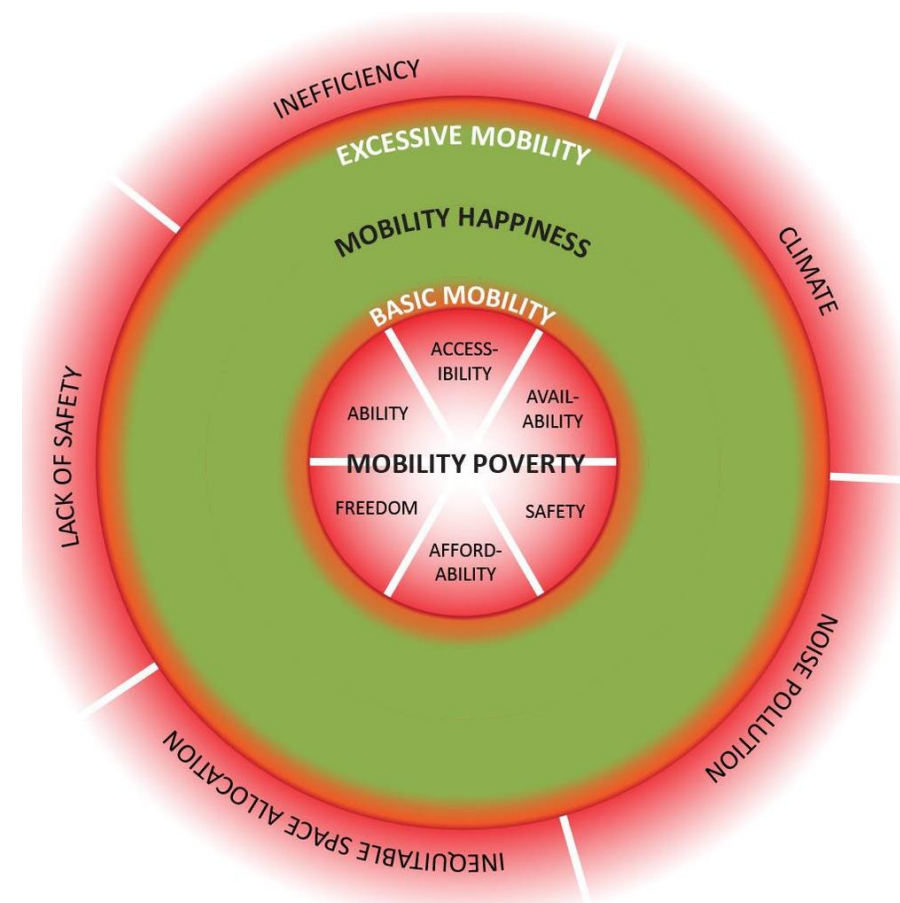 INEFFICIENCY
EXCESSIVE MOBILITY
MOBILITY HAPPINESS
CLIMATE
BASIC MOBILITY
ACCESS-
IBILITY
AVAIL-
ABILITY
ABILITY
MOBILITY POVERTY
FREEDOM
SAFETY
AFFORD-
ABILITY
LACK OF SAFETY
NOISE POLLUTION
INEQUITABLE SPACE ALLOCATION